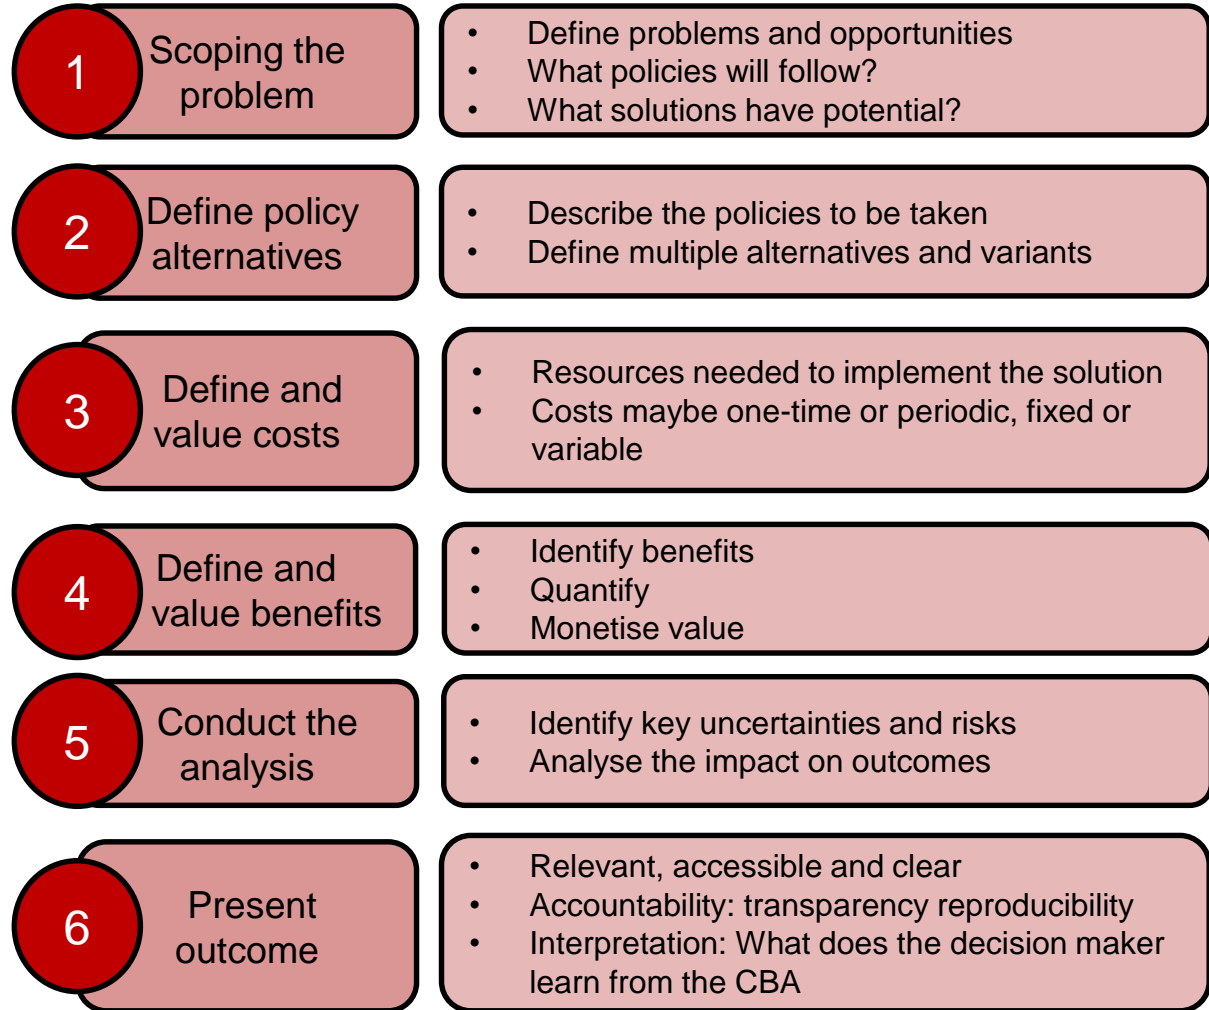 1
Scoping the
problem
• Define problems and opportunities
• What policies will follow?
• What solutions have potential?
2
Define policy
alternatives
• Describe the policies to be taken
• Define multiple alternatives and variants
3
Define and
value costs
• Resources needed to implement the solution
• Costs maybe one-time or periodic, fixed or
variable
4
Define and
value benefits
• Identify benefits
• Quantify
• Monetise value
5
Conduct the
analysis
• Identify key uncertainties and risks
• Analyse the impact on outcomes
6
Present
outcome
• Relevant, accessible and clear
• Accountability: transparency reproducibility
• Interpretation: What does the decision maker
learn from the CBA